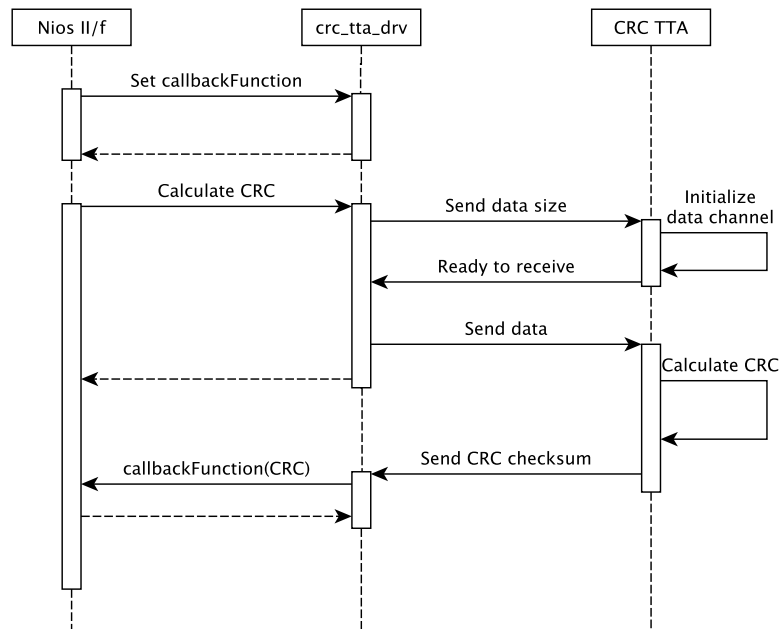 Nios II/f
crc_tta_drv
CRC TTA
Set callbackFunction
Calculate CRC
Send data size
Initialize
data channel
Ready to receive
Send data
Calculate CRC
Send CRC checksum
callbackFunction(CRC)